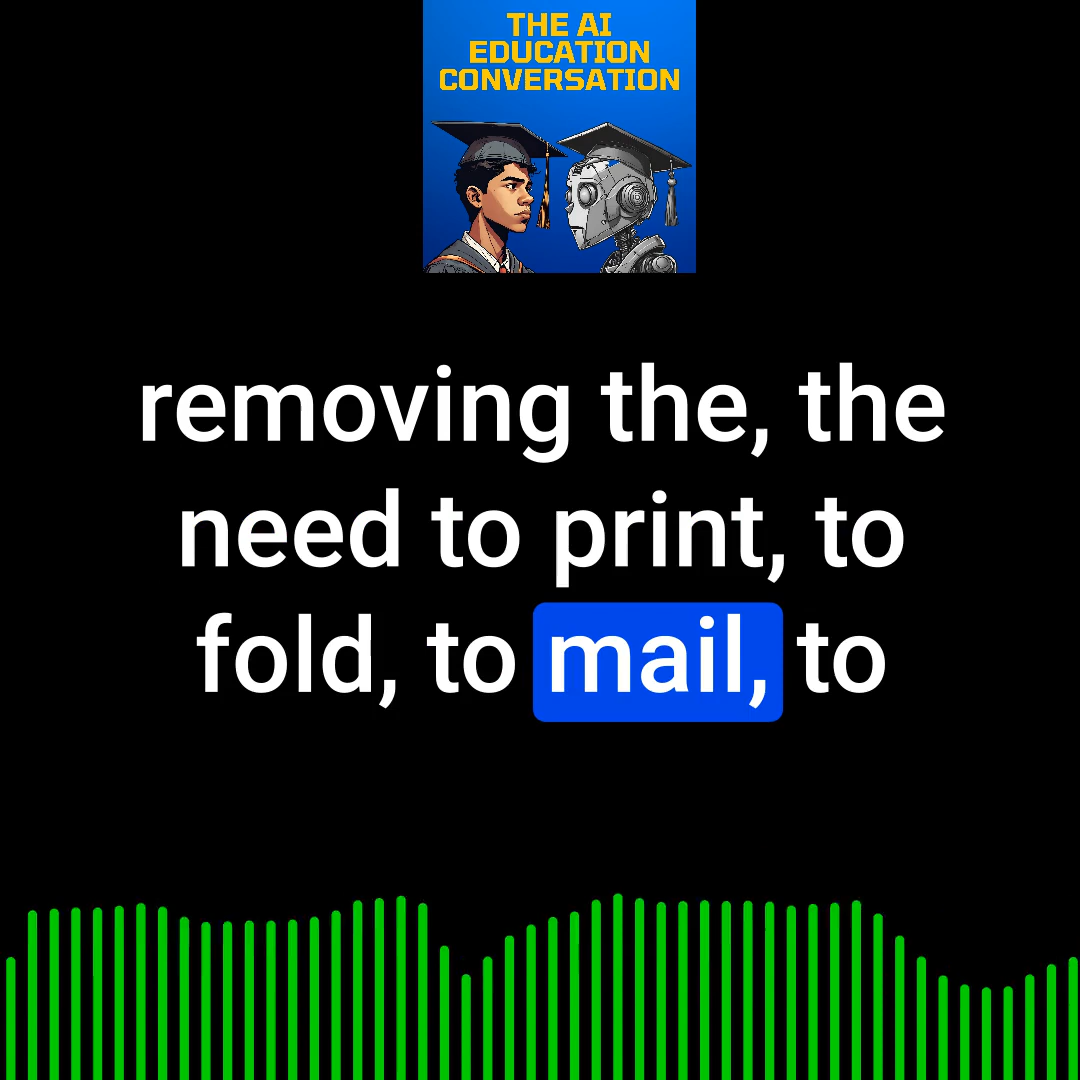 THE AI
EDUCATION
CONVERSATION
removing the, the
need to print, to
fold, to mail, to